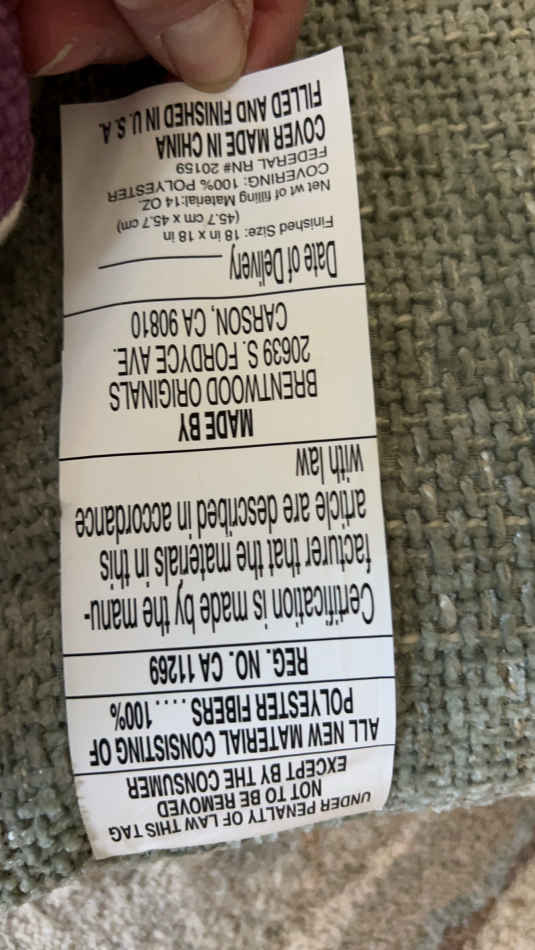 UNDER PENALTY OF LAW THIS TAG
NOT TO BE REMOVED
EXCEPT BY THE CONSUMER
ALL NEW MATERIAL CONSISTING OF
POLYESTER FIBERS . . . . 100%
REG. NO. CA 11269
Certification is made by the manu-
facturer that the materials in this
article are described in accordance
with law
MADE BY
BRENTWOOD ORIGINALS
20639 S. FORDYCE AVE.
CARSON, CA 90810
Date of Delivery
Finished Size: 18 in x 18 in
(45.7 cm x 45.7 cm)
Net wt of filling Material:14 OZ.
COVERING: 100% POLYESTER
FEDERAL RN# 20159
COVER MADE IN CHINA
FILLED AND FINISHED IN U. S. A.